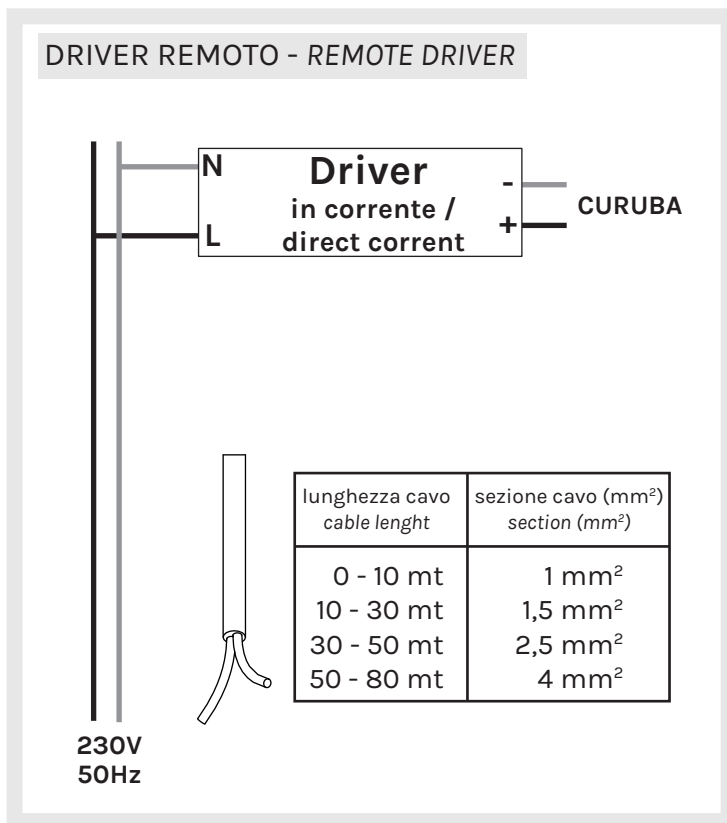 DRIVER REMOTO - REMOTE DRIVER
N
Driver
-
in corrente /
CURUBA
L
direct corrent
+
lunghezza cavo
cable lenght
sezione cavo (mm²)
section (mm²)
0 - 10 mt 1 mm²
10 - 30 mt 1,5 mm²
30 - 50 mt 2,5 mm²
50 - 80 mt 4 mm²
230V
50Hz